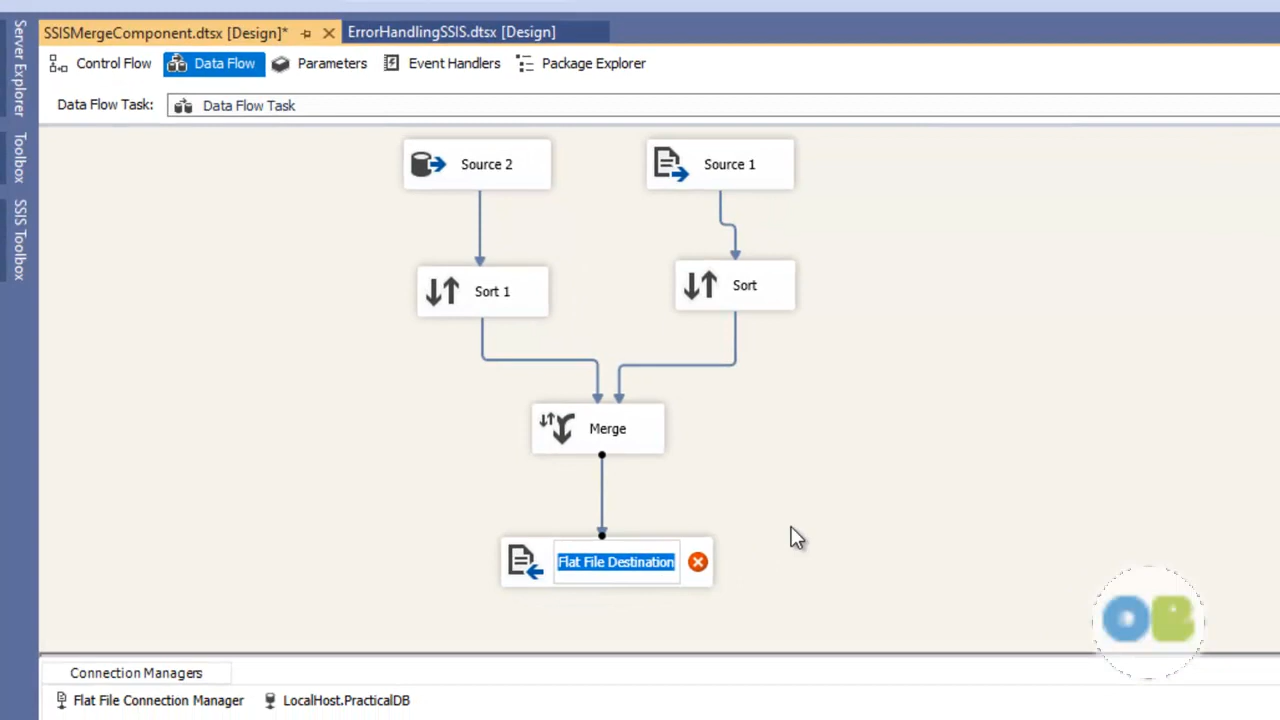 SSISMergeComponent.dtsx [Design]* ErrorHandlingSSIS.dtsx [Design]
Control Flow Data Flow Parameters Event Handlers Package Explorer
Data Flow Task: Data Flow Task
Server Explorer
Toolbox
SSIS Toolbox
Source 2 Source 1
Sort 1 Sort
Merge
Flat File Destination
OB
Connection Managers
Flat File Connection Manager LocalHost.PracticalDB